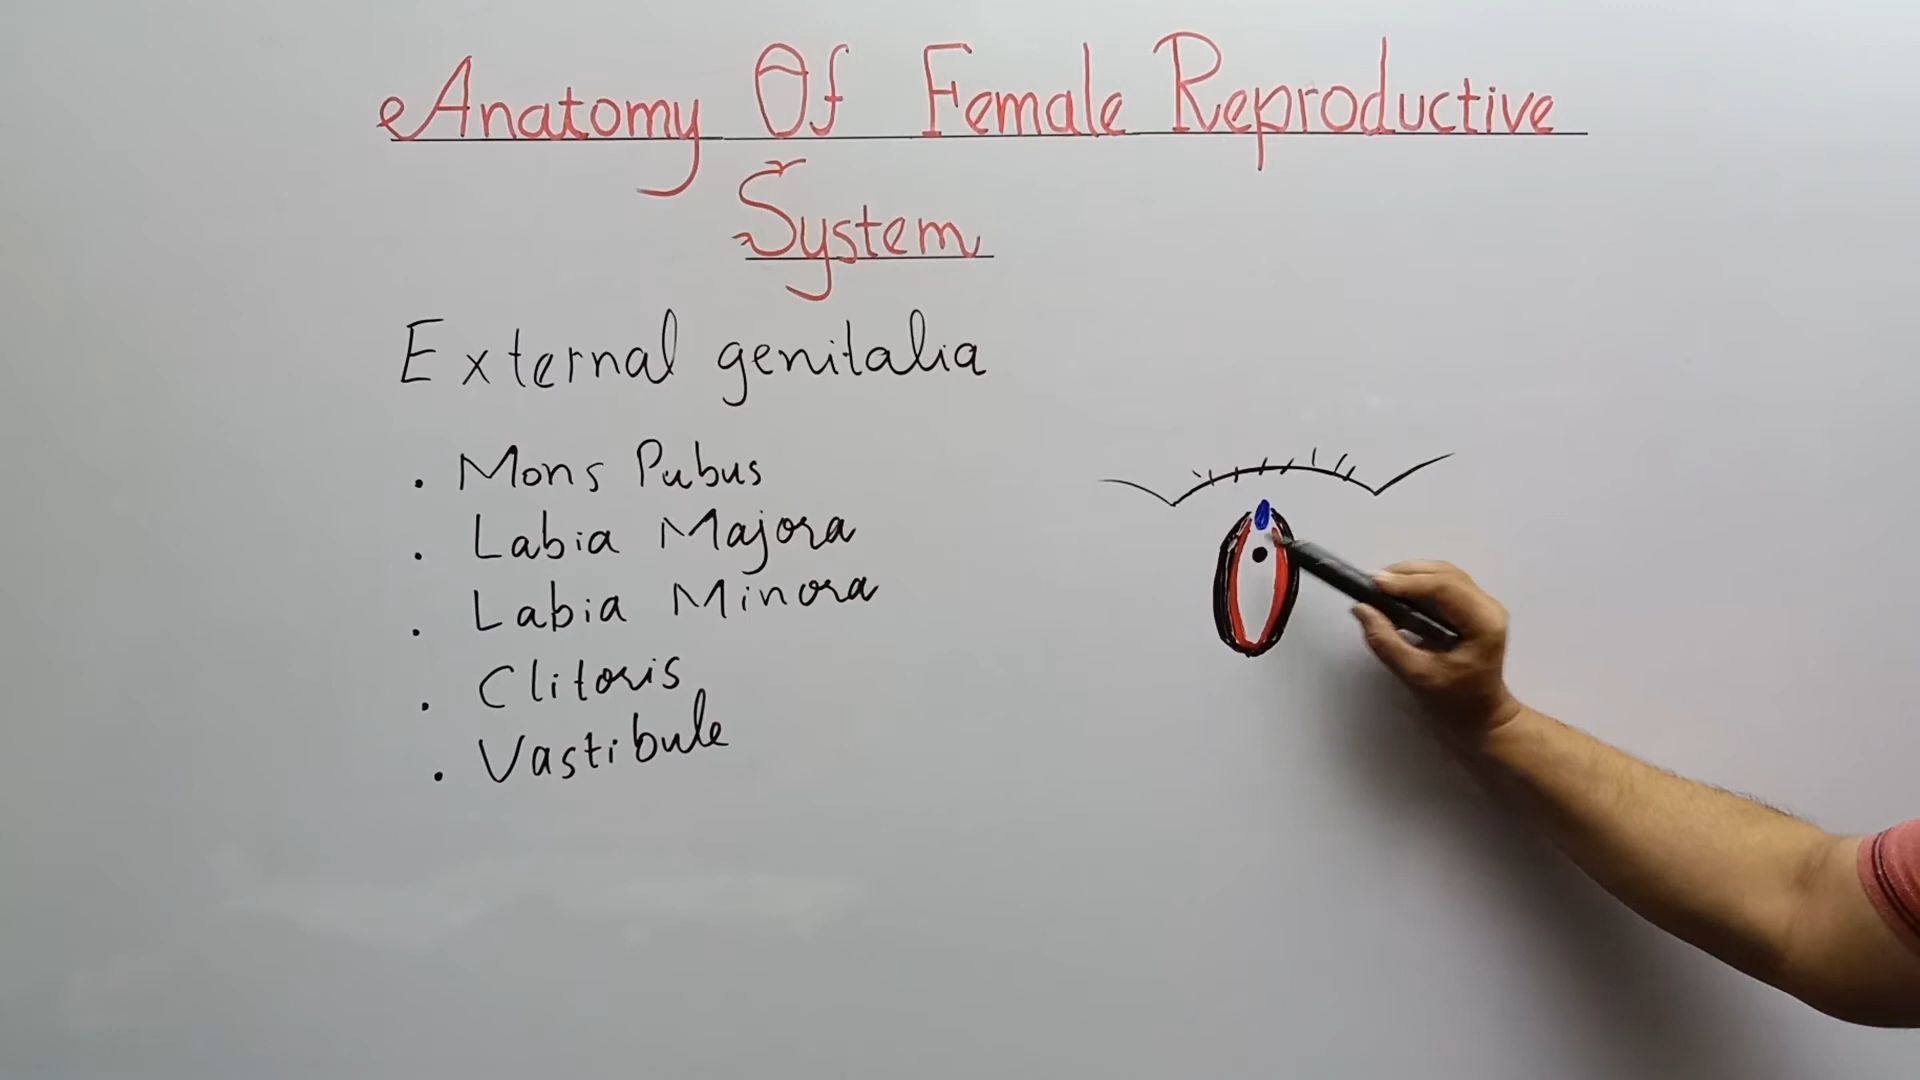 Anatomy Of Female Reproductive
System
External genitalia
. Mons Pubus
. Labia Majora
. Labia Minora
. Clitoris
. Vastibule